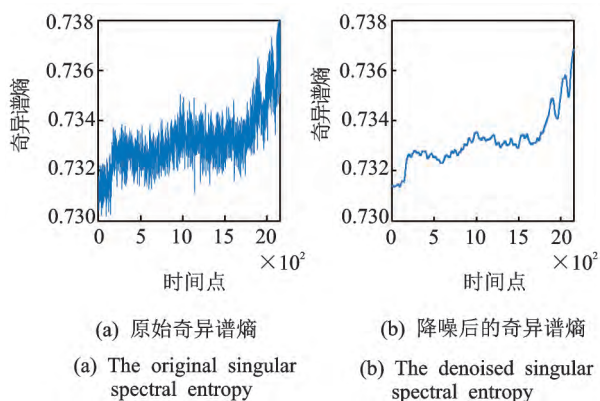 0.738
0.736
0.734
0.732
0.730
奇异谱熵
0 5 10 15 20
×10²
时间点
(a) 原始奇异谱熵
(a) The original singular
spectral entropy
0.738
0.736
0.734
0.732
0.730
奇异谱熵
0 5 10 15 20
×10²
时间点
(b) 降噪后的奇异谱熵
(b) The denoised singular
spectral entropy